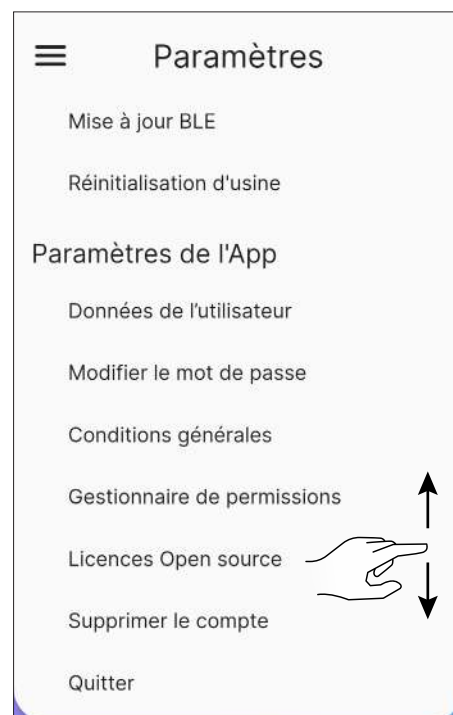 Paramètres
Mise à jour BLE
Réinitialisation d'usine
Paramètres de l'App
Données de l’utilisateur
Modifier le mot de passe
Conditions générales
Gestionnaire de permissions
Licences Open source
Supprimer le compte
Quitter